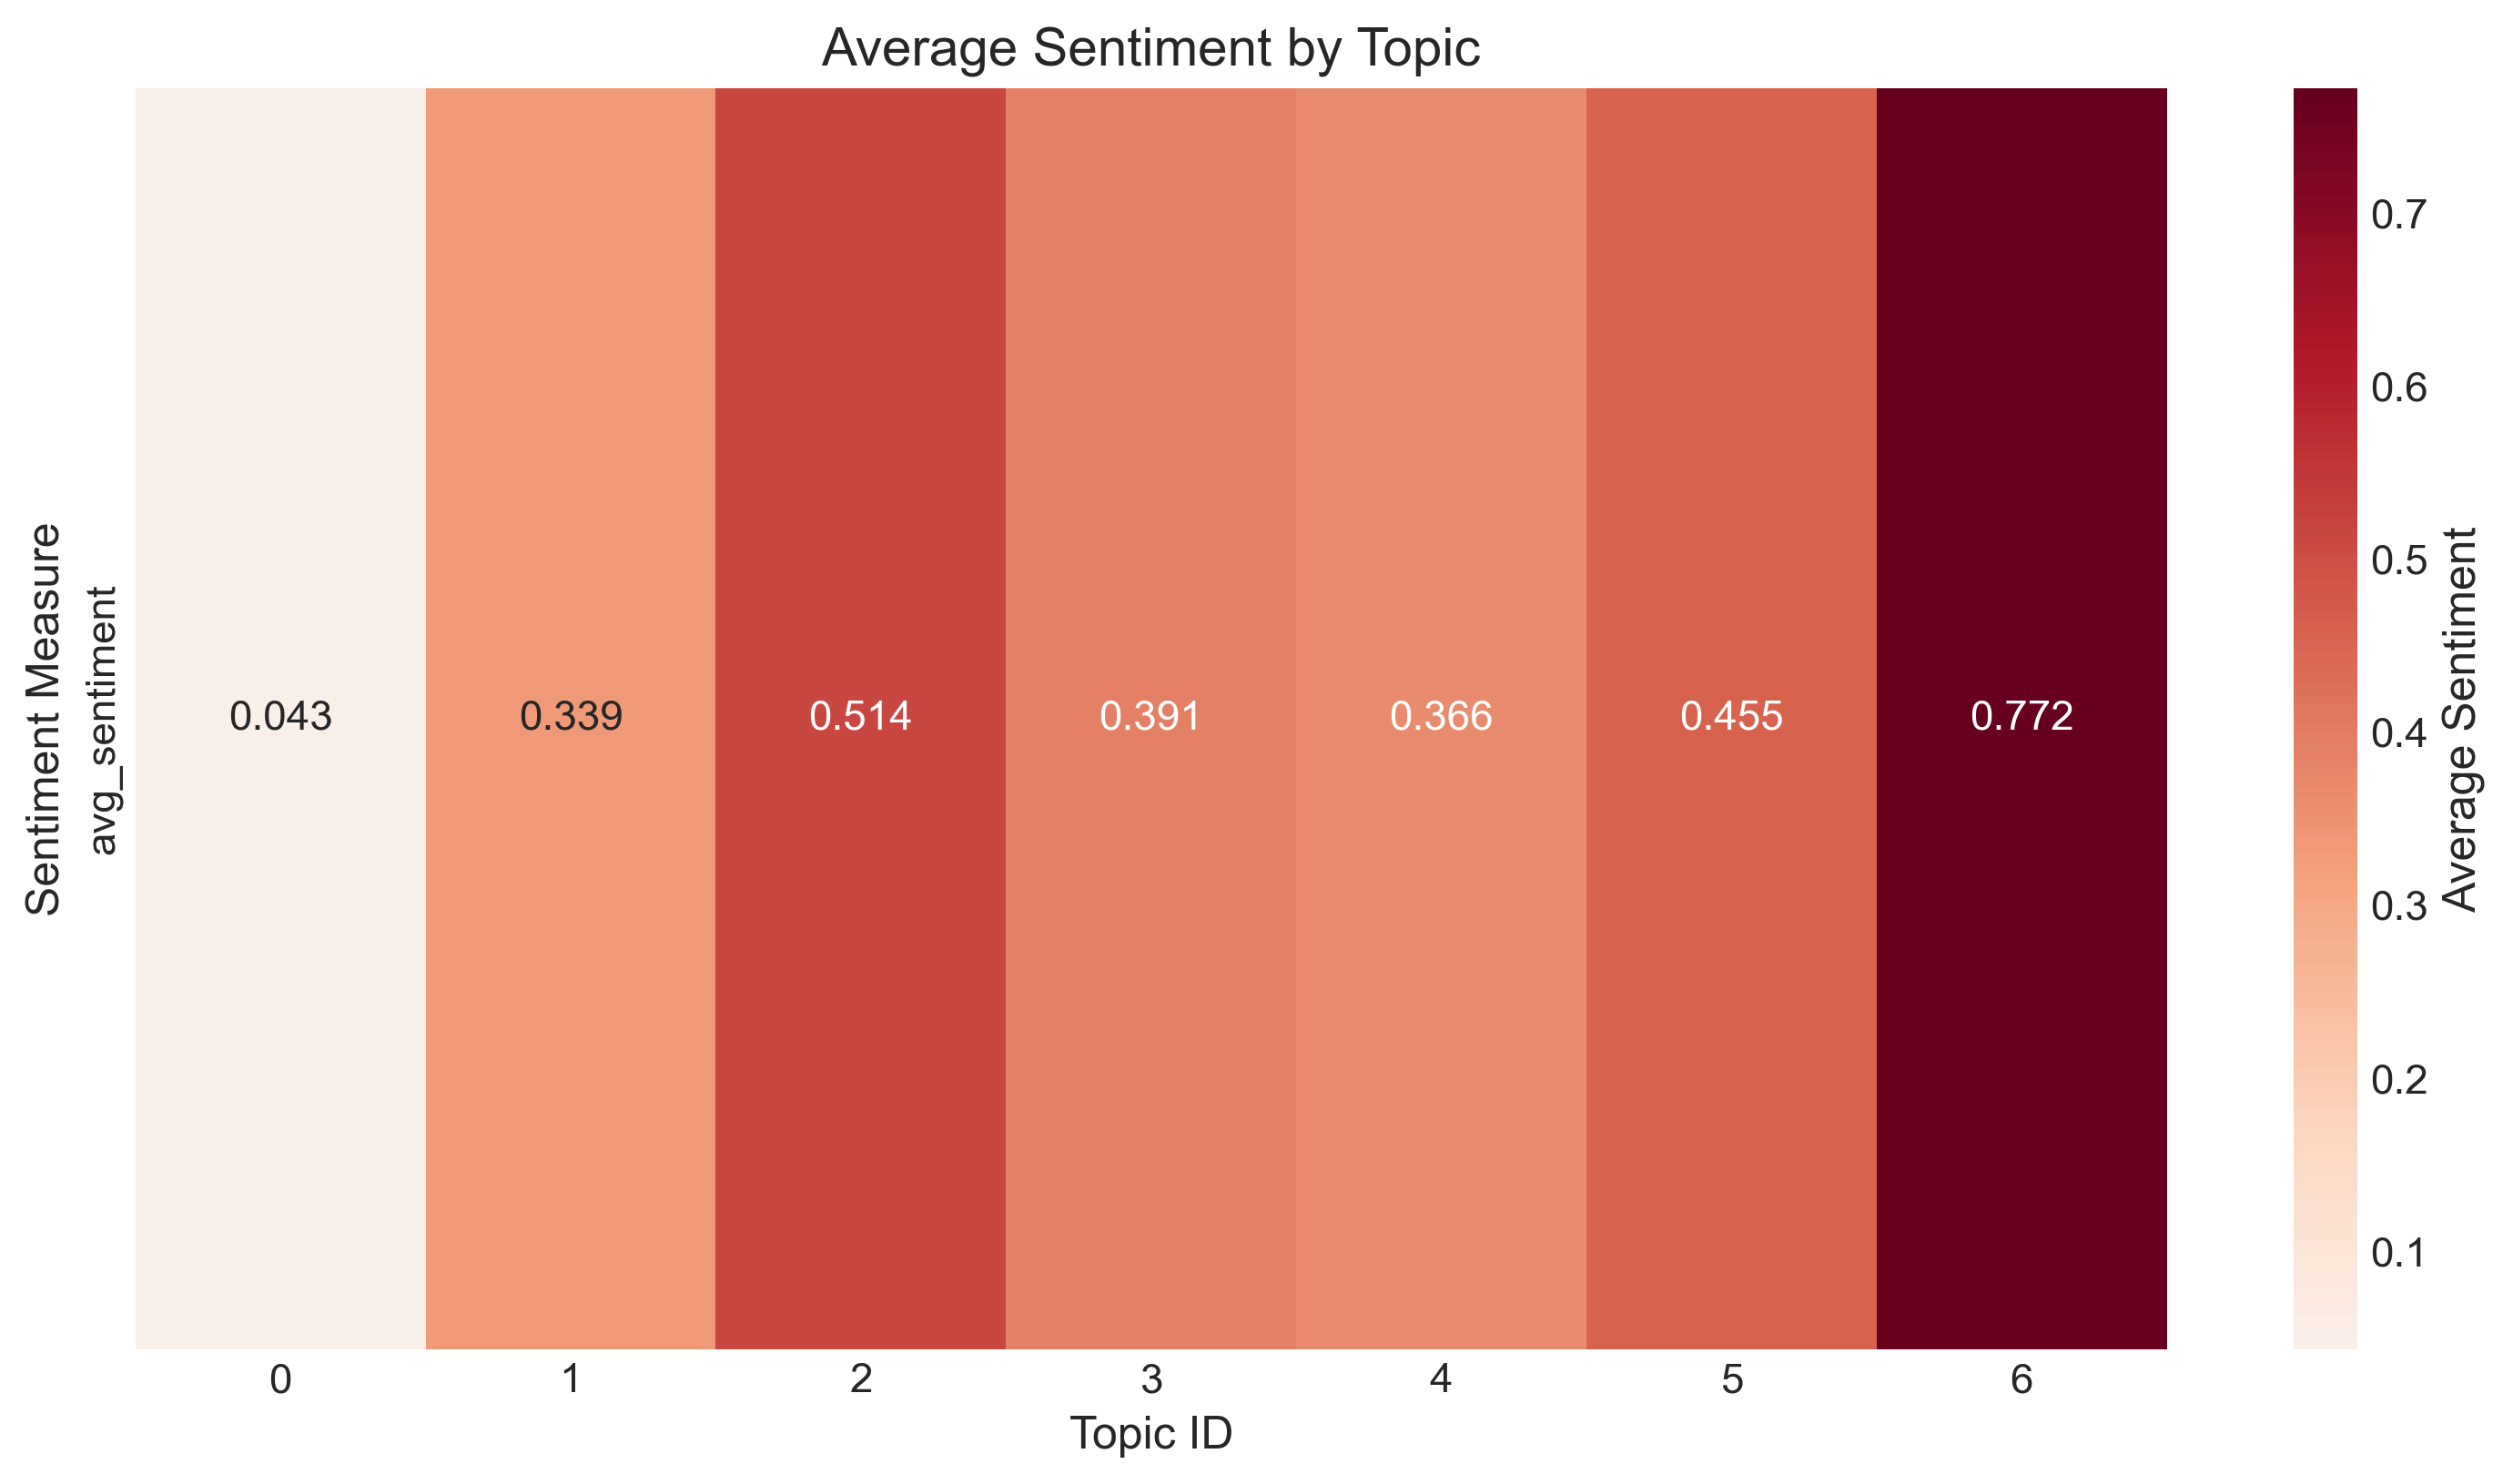 Average Sentiment by Topic
Sentiment Measure
avg_sentiment
0.043 0.339 0.514 0.391 0.366 0.455 0.772
0 1 2 3 4 5 6
Topic ID
0.7
0.6
0.5
0.4
0.3
0.2
0.1
Average Sentiment